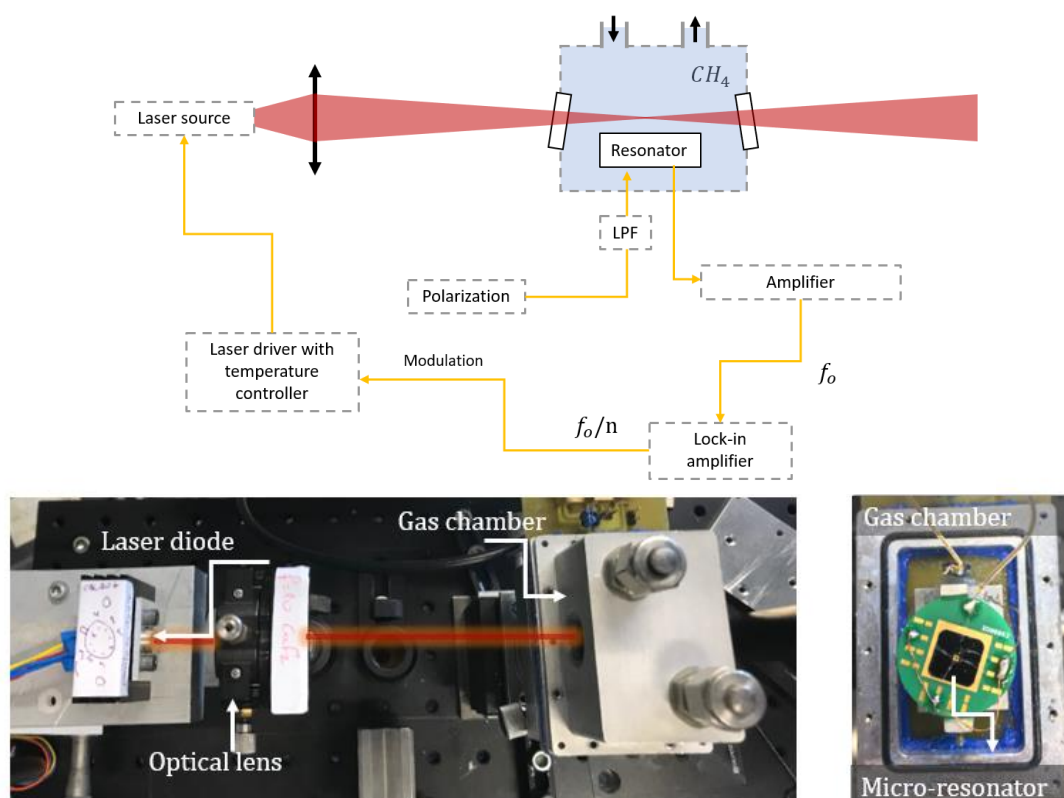 CH₄
Laser source
Resonator
LPF
Polarization
Amplifier
Laser driver with
temperature
controller
Modulation
fₒ
fₒ/n
Lock-in
amplifier
Gas chamber
Laser diode
Optical lens
Gas chamber
Micro-resonator